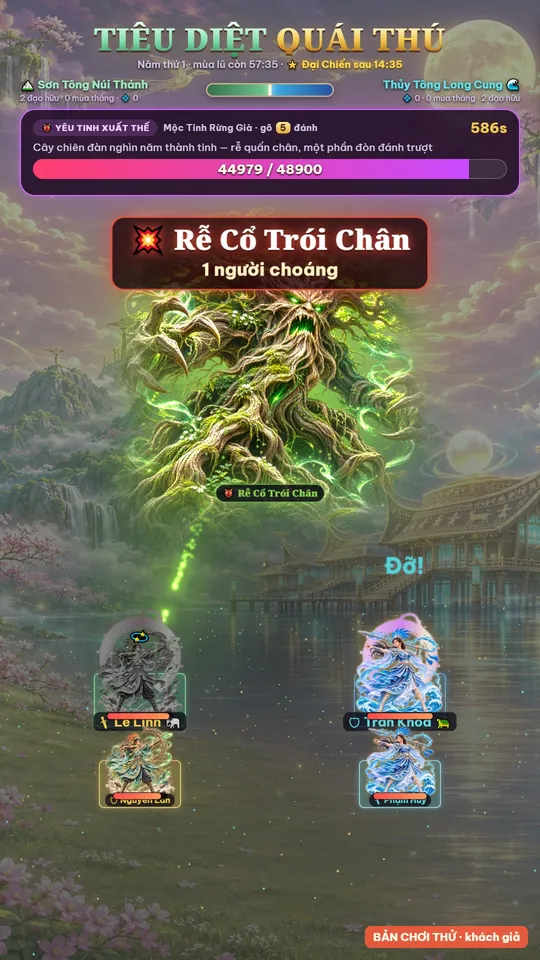 TIÊU DIỆT QUÁI THÚ
Năm thứ 1 · mùa lũ còn 57:35 · Đại Chiến sau 14:35
Sơn Tông Núi Thánh
Thủy Tông Long Cung
2 đạo hữu · 0 mùa tháng · 0
0 · 0 mùa tháng · 2 đạo hữu
YÊU TINH XUẤT THẾ
Mộc Tinh Rừng Già · gõ 5 đánh
586s
Cây chiên đàn nghìn năm thành tinh — rễ quấn chân, một phần đòn đánh trượt
44979 / 48900
Rễ Cổ Trói Chân
1 người choáng
Rễ Cổ Trói Chân
Đỡ!
Lê Linh
Trần Khoa
Nguyễn Lan
Phạm Huy
BẢN CHƠI THỬ · khách giả